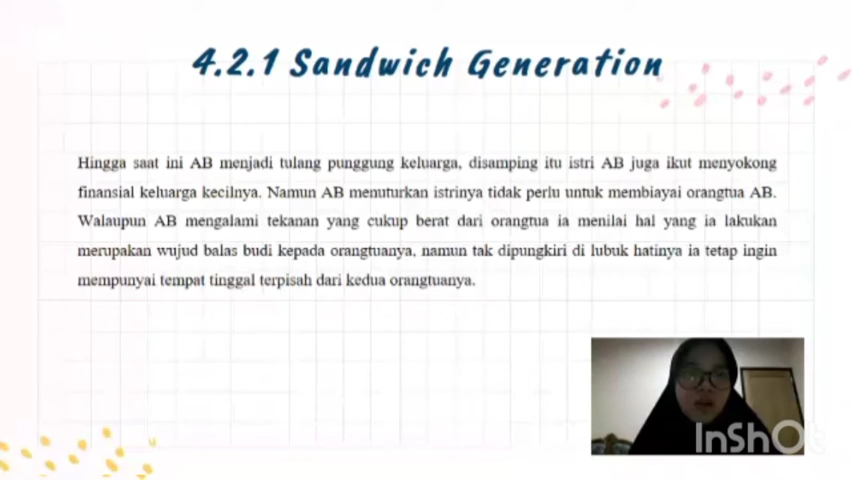 4.2.1 Sandwich Generation
Hingga saat ini AB menjadi tulang punggung keluarga, disamping itu istri AB juga ikut menyokong
finansial keluarga kecilnya. Namun AB menuturkan istrinya tidak perlu untuk membiayai orangtua AB.
Walaupun AB mengalami tekanan yang cukup berat dari orangtua ia menilai hal yang ia lakukan
merupakan wujud balas budi kepada orangtuanya, namun tak dipungkiri di lubuk hatinya ia tetap ingin
mempunyai tempat tinggal terpisah dari kedua orangtuanya.
InShOt